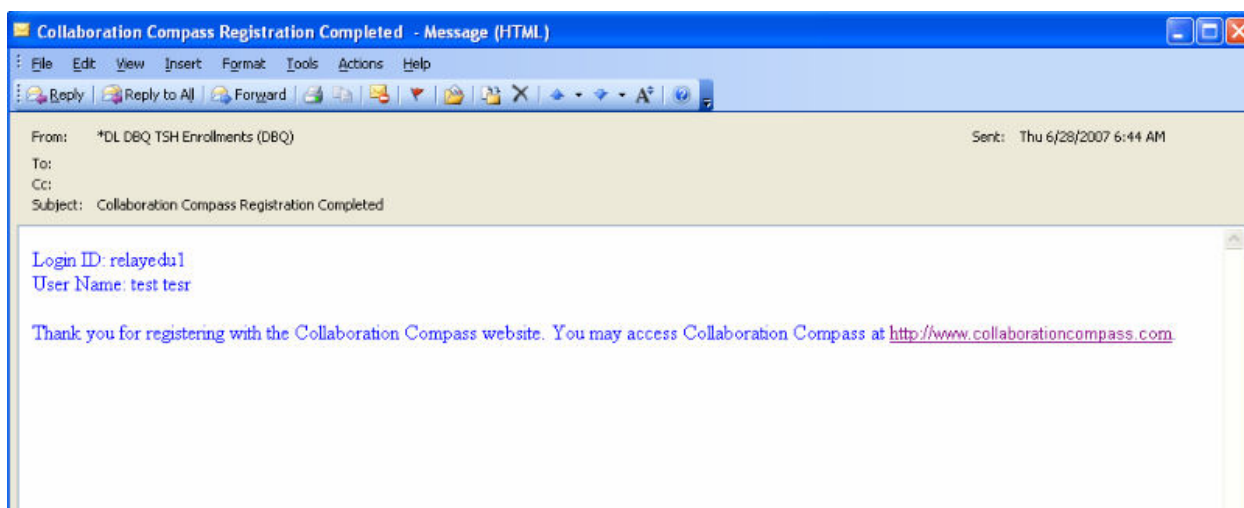 Collaboration Compass Registration Completed - Message (HTML)
File Edit View Insert Format Tools Actions Help
Reply Reply to All Forward
From: *DL DBQ TSH Enrollments (DBQ) Sent: Thu 6/28/2007 6:44 AM
To:
Cc:
Subject: Collaboration Compass Registration Completed
Login ID: relayedu1
User Name: test tesr
Thank you for registering with the Collaboration Compass website. You may access Collaboration Compass at http://www.collaborationcompass.com.